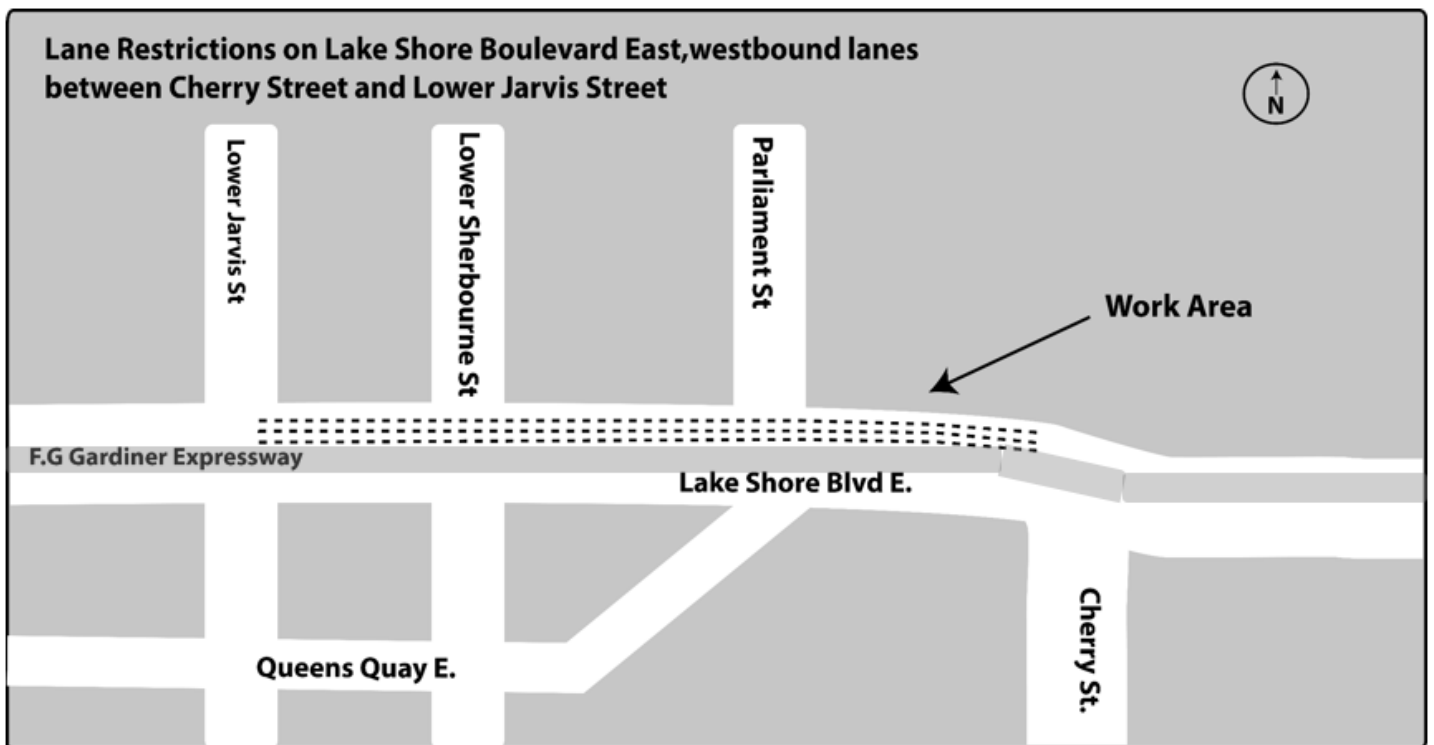 Lane Restrictions on Lake Shore Boulevard East,westbound lanes
between Cherry Street and Lower Jarvis Street
N
Lower Jarvis St
Lower Sherbourne St
Parliament St
Work Area
F.G Gardiner Expressway
Lake Shore Blvd E.
Cherry St.
Queens Quay E.